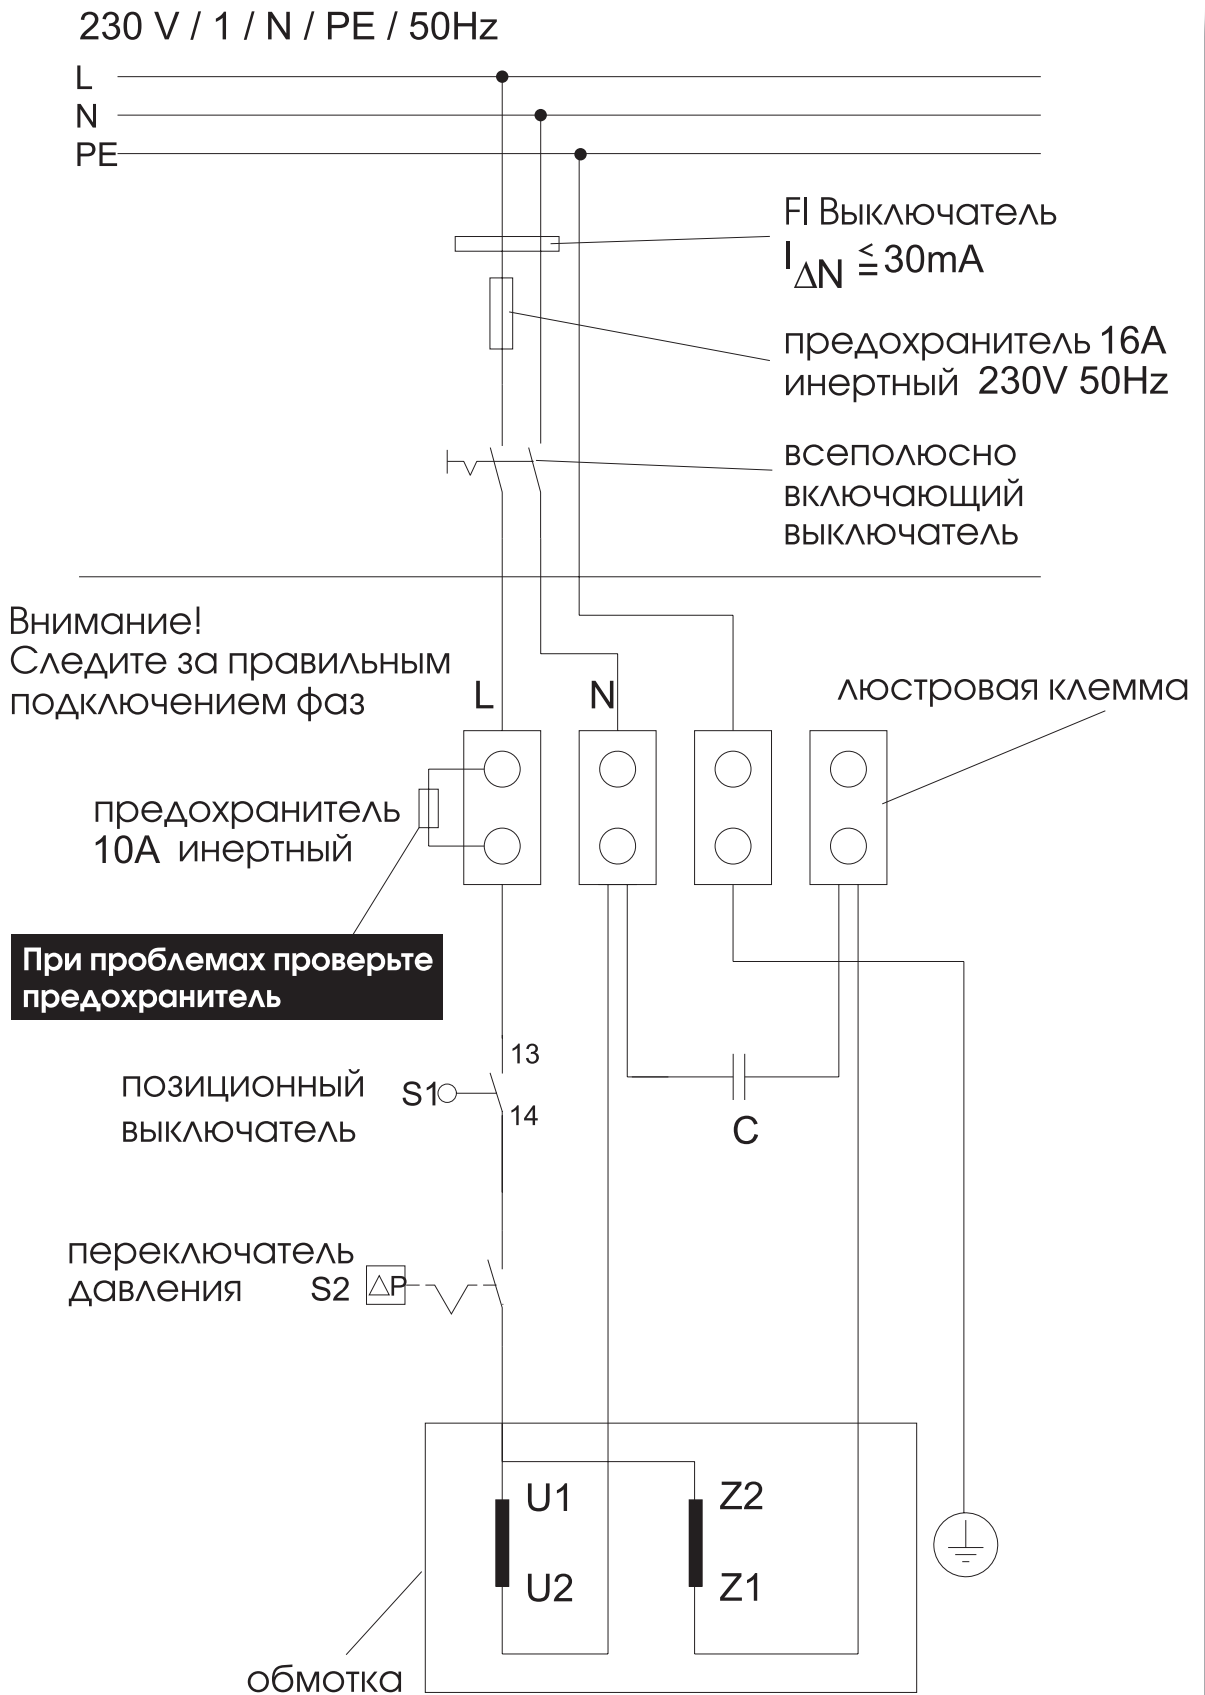 230 V / 1 / N / PE / 50Hz
L
N
PE
FI Выключатель
I ΔN ≦ 30mA
предохранитель 16A
инертный 230V 50Hz
всеполюсно
включающий
выключатель
Внимание!
Следите за правильным
подключением фаз
L
N
люстровая клемма
предохранитель
10A инертный
При проблемах проверьте
предохранитель
13
позиционный
выключатель
S1
14
C
переключатель
давления
S2
ΔP
U1
Z2
U2
Z1
обмотка